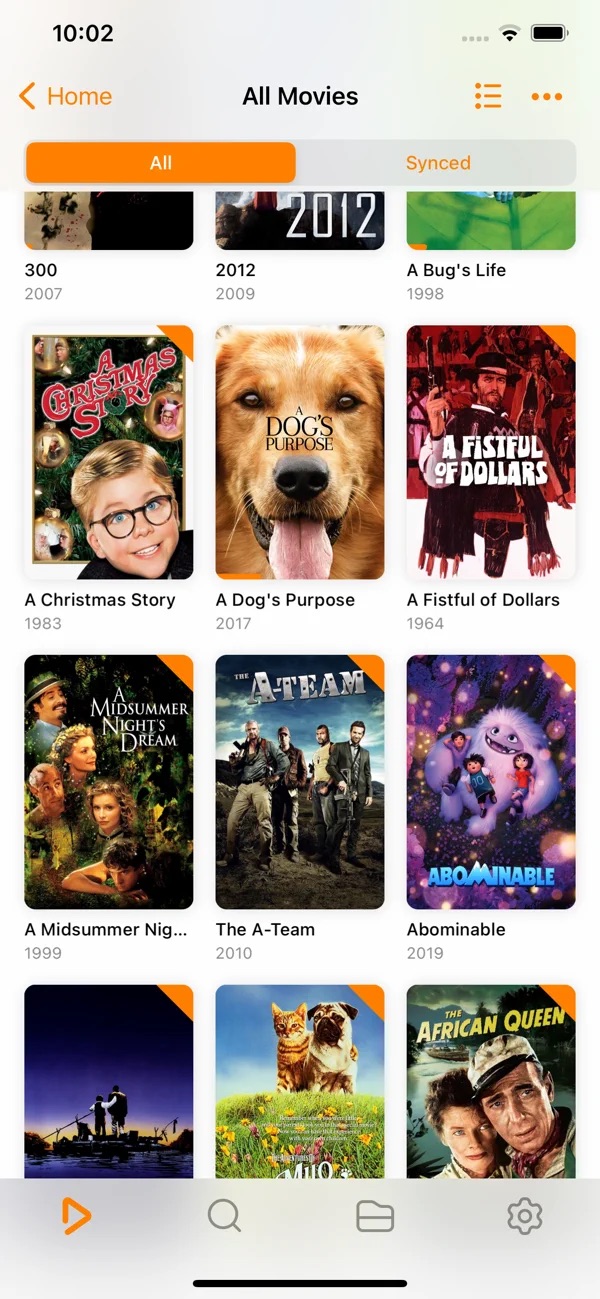 10:02
Home
All Movies
All
Synced
2012
300
2007
2012
2009
A Bug's Life
1998
A
CHRISTMAS
STORY
A
DOG'S
PURPOSE
A FISTFUL
OF DOLLARS
A Christmas Story
1983
A Dog's Purpose
2017
A Fistful of Dollars
1964
A
MIDSUMMER
NIGHT'S
DREAM
THE A-TEAM
ABOMINABLE
A Midsummer Nig...
1999
The A-Team
2010
Abominable
2019
MILO
THE
AFRICAN QUEEN